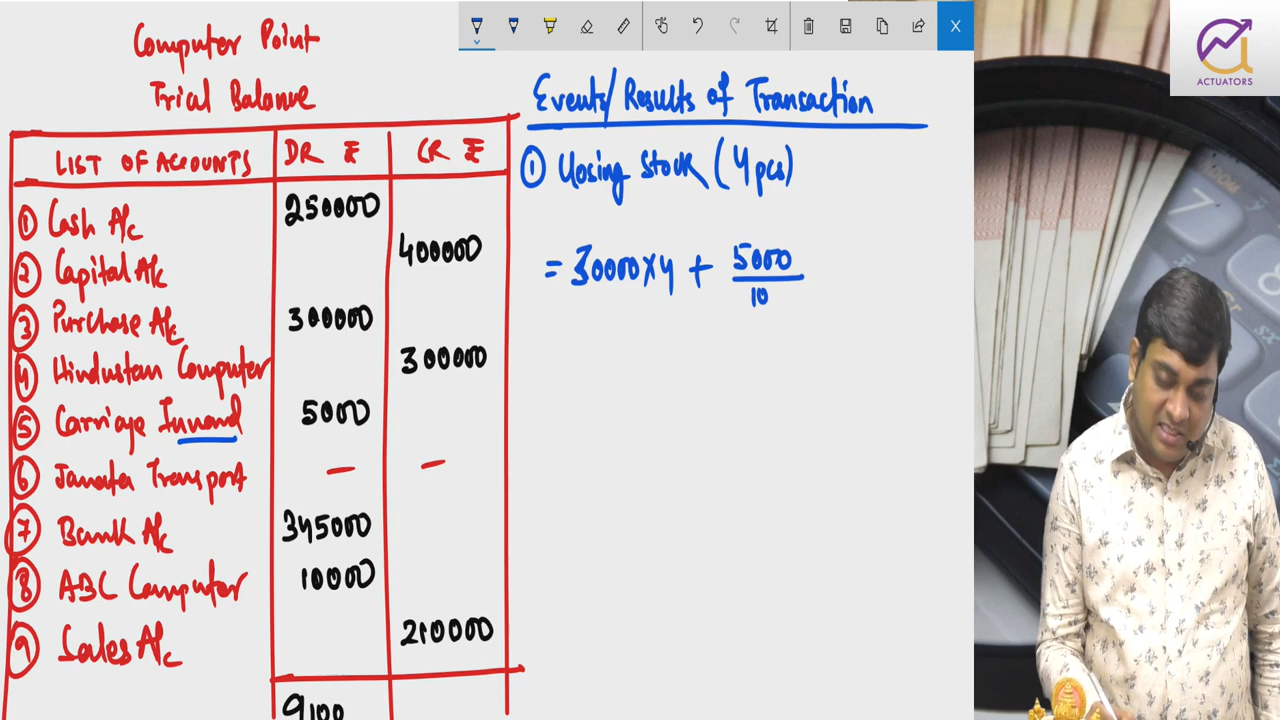 Computer Point
Trial Balance
LIST OF ACCOUNTS DR ₹ CR ₹
① Cash A/c 250000
② Capital A/c 400000
③ Purchase A/c 300000
④ Hindustan Computer 300000
⑤ Carriage Inward 5000
⑥ Janata Transport — —
⑦ Bank A/c 345000
⑧ ABC Computer 10000
⑨ Sales A/c 210000
9100
Events/Results of Transaction
① Closing Stock (4 pcs)
= 30000×4 + 5000
10
ACTUATORS
7